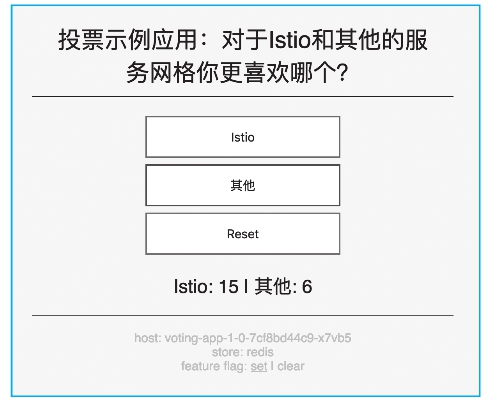 投票示例应用：对于Istio和其他的服
务网格你更喜欢哪个？
Istio
其他
Reset
Istio: 15 | 其他: 6
host: voting-app-1-0-7cf8bd44c9-x7vb5
store: redis
feature flag: set | clear